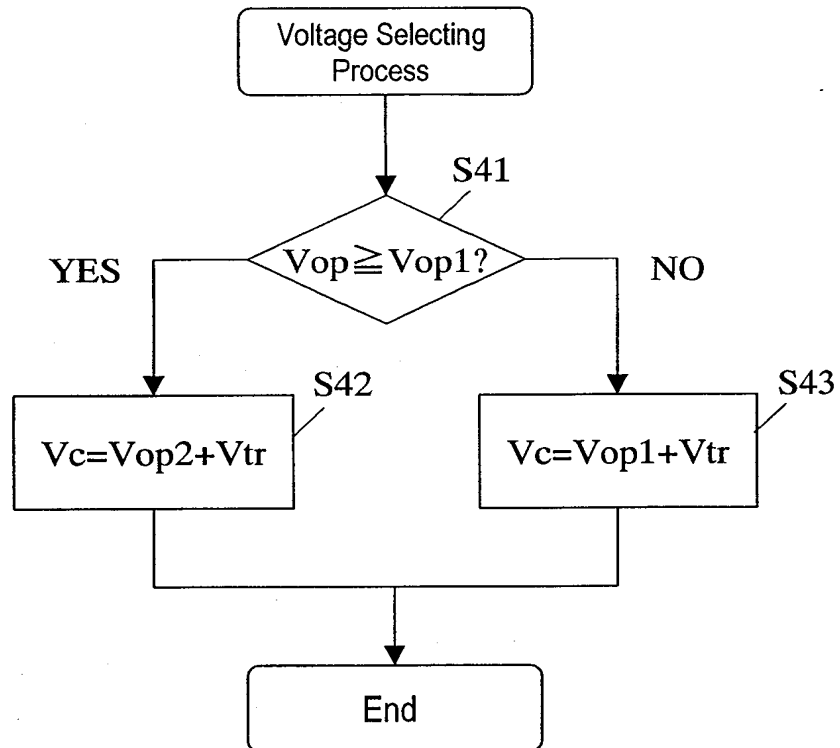 Voltage Selecting
Process
S41
Vop≧Vop1?
YES
NO
S42
S43
Vc=Vop2+Vtr
Vc=Vop1+Vtr
End